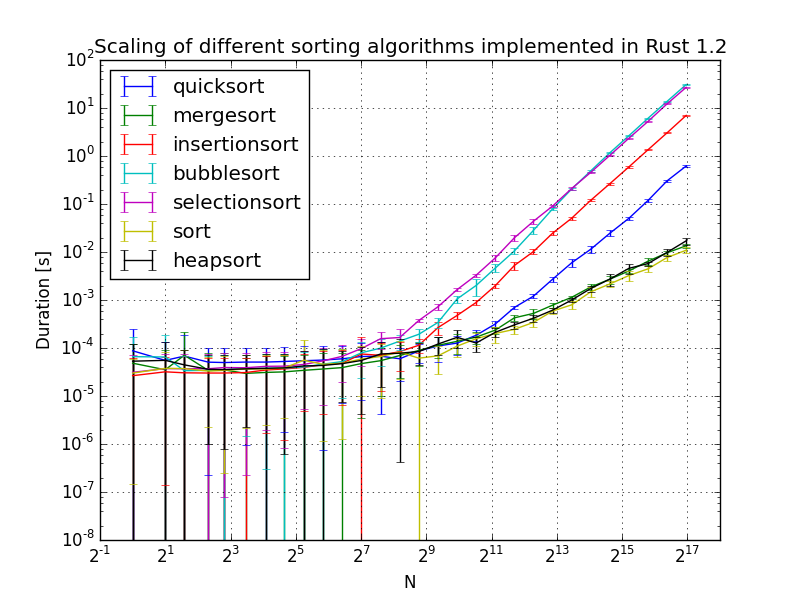 Scaling of different sorting algorithms implemented in Rust 1.2
quicksort
mergesort
insertionsort
bubblesort
selectionsort
sort
heapsort
Duration [s]
10^2
10^1
10^0
10^-1
10^-2
10^-3
10^-4
10^-5
10^-6
10^-7
10^-8
2^-1 2^1 2^3 2^5 2^7 2^9 2^11 2^13 2^15 2^17
N